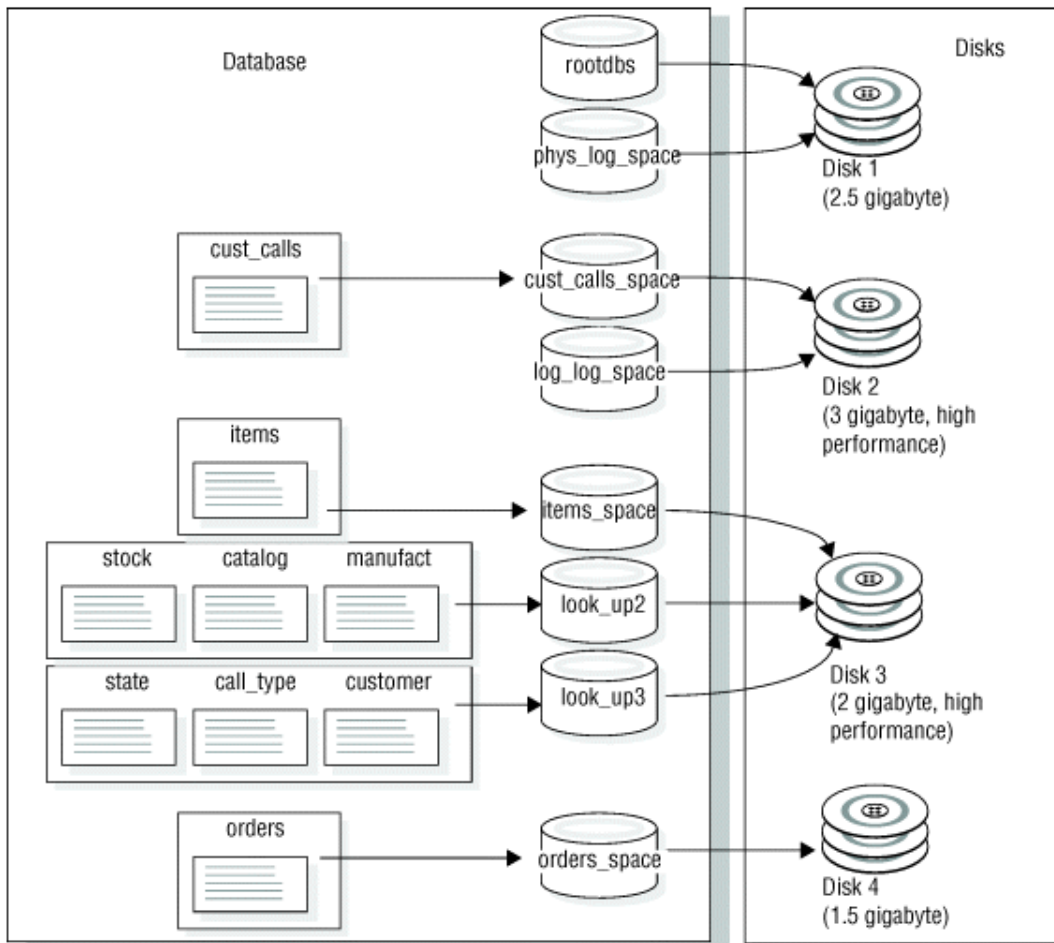 Database
Disks
rootdbs
phys_log_space
Disk 1
(2.5 gigabyte)
cust_calls
cust_calls_space
log_log_space
Disk 2
(3 gigabyte, high
performance)
items
items_space
stock
catalog
manufact
look_up2
state
call_type
customer
look_up3
Disk 3
(2 gigabyte, high
performance)
orders
orders_space
Disk 4
(1.5 gigabyte)